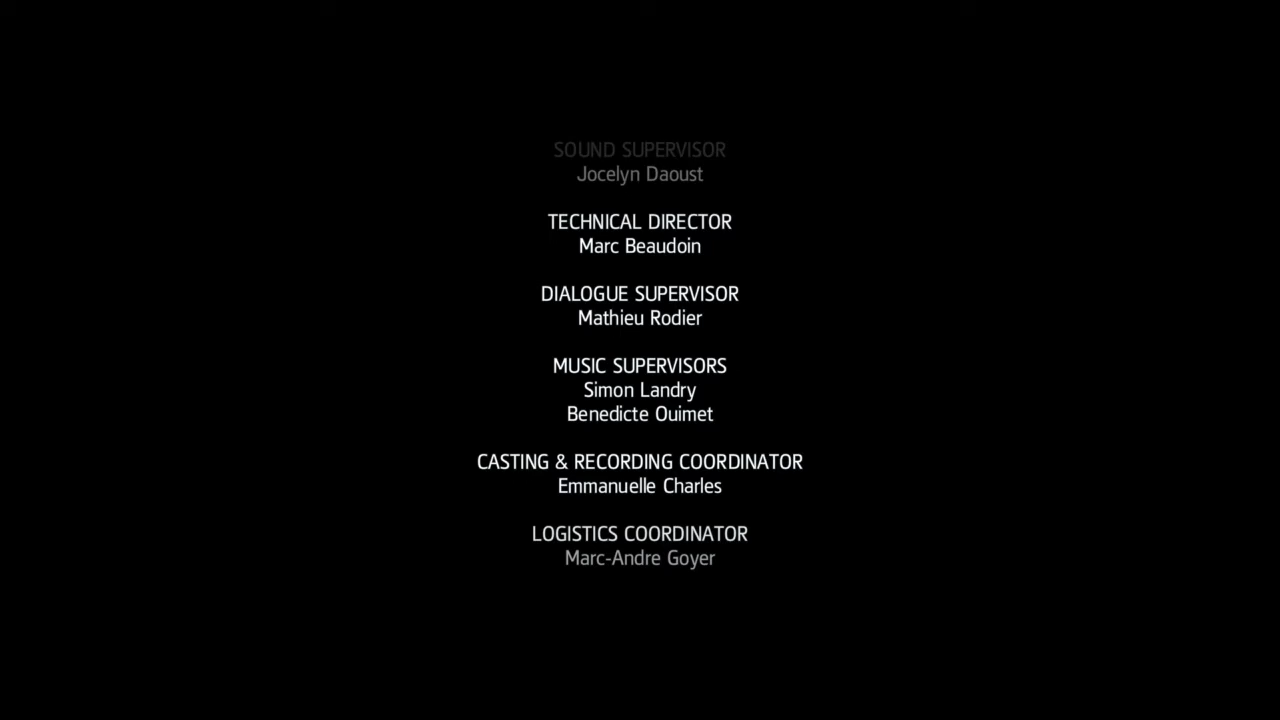 SOUND SUPERVISOR
Jocelyn Daoust
TECHNICAL DIRECTOR
Marc Beaudoin
DIALOGUE SUPERVISOR
Mathieu Rodier
MUSIC SUPERVISORS
Simon Landry
Benedicte Ouimet
CASTING & RECORDING COORDINATOR
Emmanuelle Charles
LOGISTICS COORDINATOR
Marc-Andre Goyer